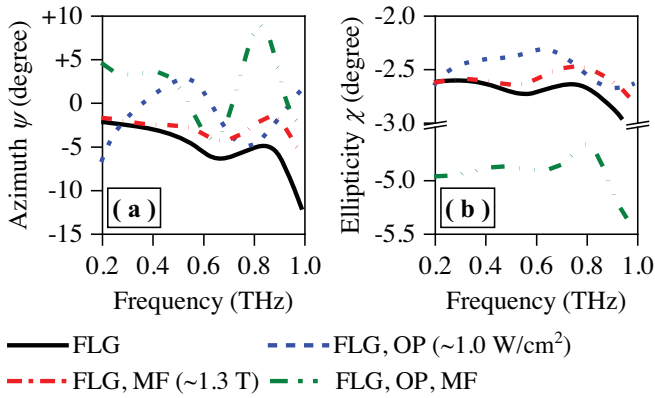 +10
+5
0
-5
-10
-15
Azimuth ψ (degree)
( a )
0.2 0.4 0.6 0.8 1.0
Frequency (THz)
-2.0
-2.5
-3.0
-5.0
-5.5
Ellipticity χ (degree)
( b )
0.2 0.4 0.6 0.8 1.0
Frequency (THz)
FLG
FLG, OP (~1.0 W/cm²)
FLG, MF (~1.3 T)
FLG, OP, MF